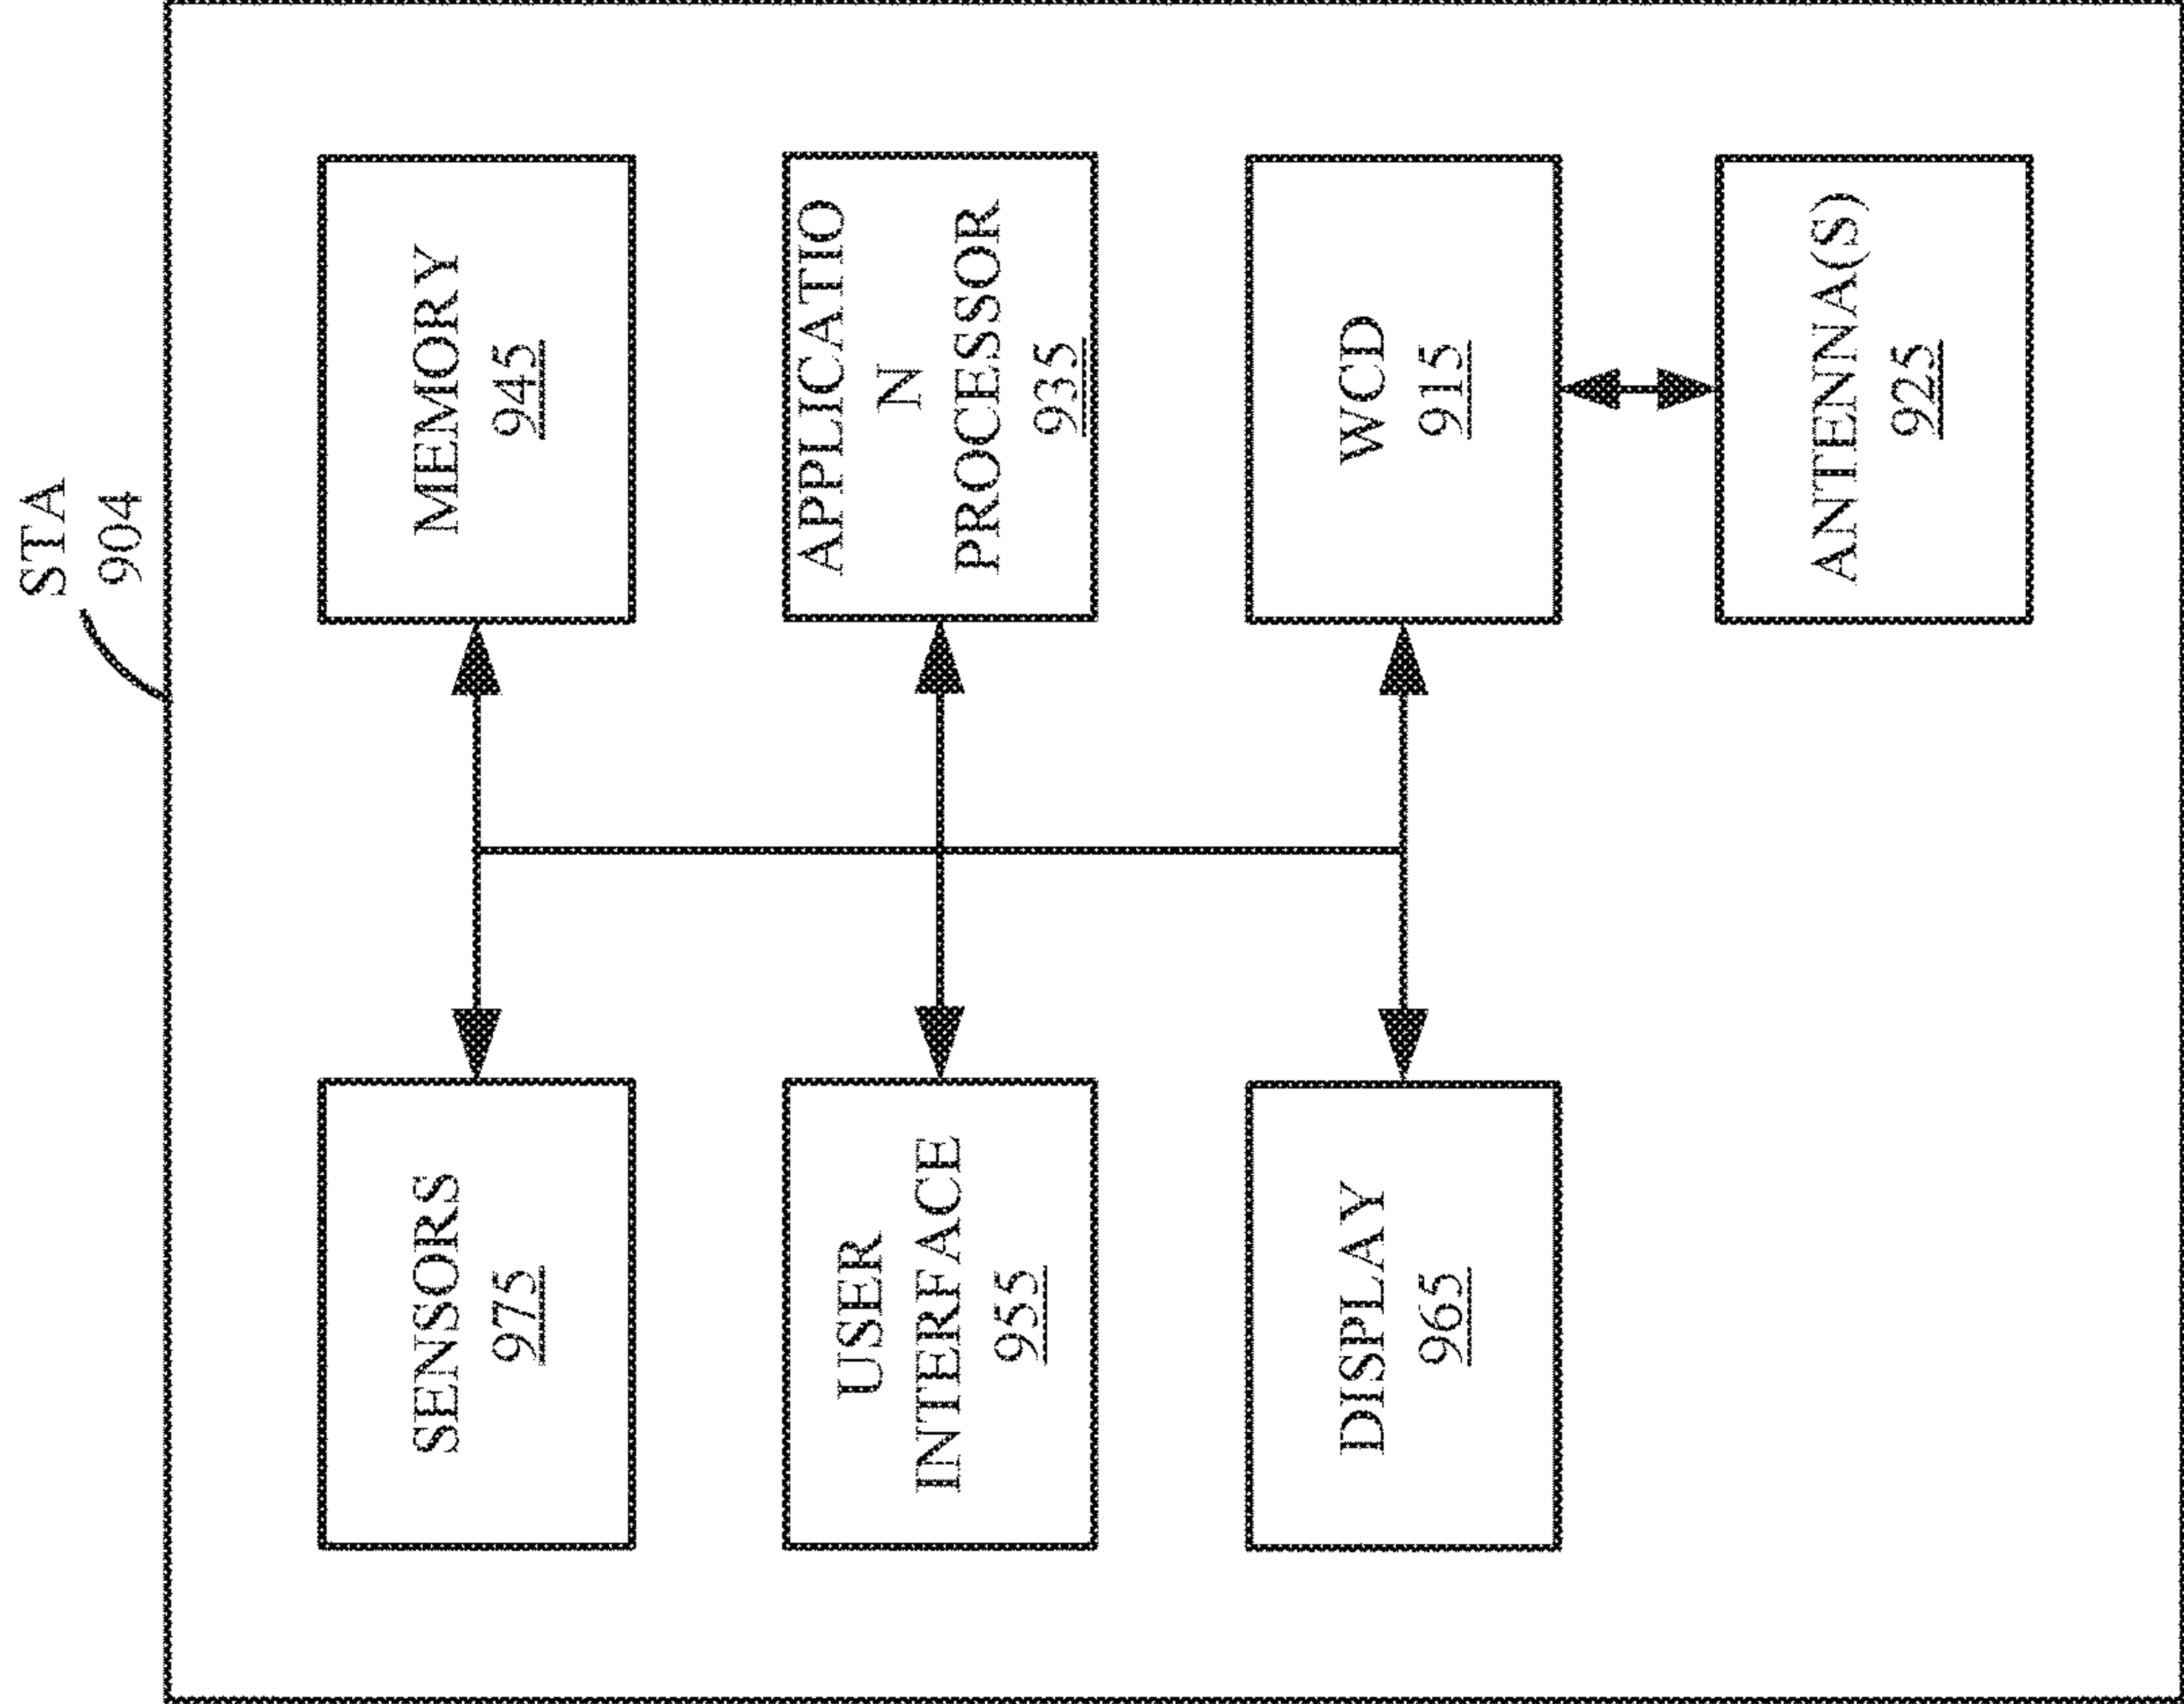 STA
904
SENSORS
975
MEMORY
945
USER
INTERFACE
955
APPLICATIO
N
PROCESSOR
935
DISPLAY
965
WCD
915
ANTENNA(S)
925